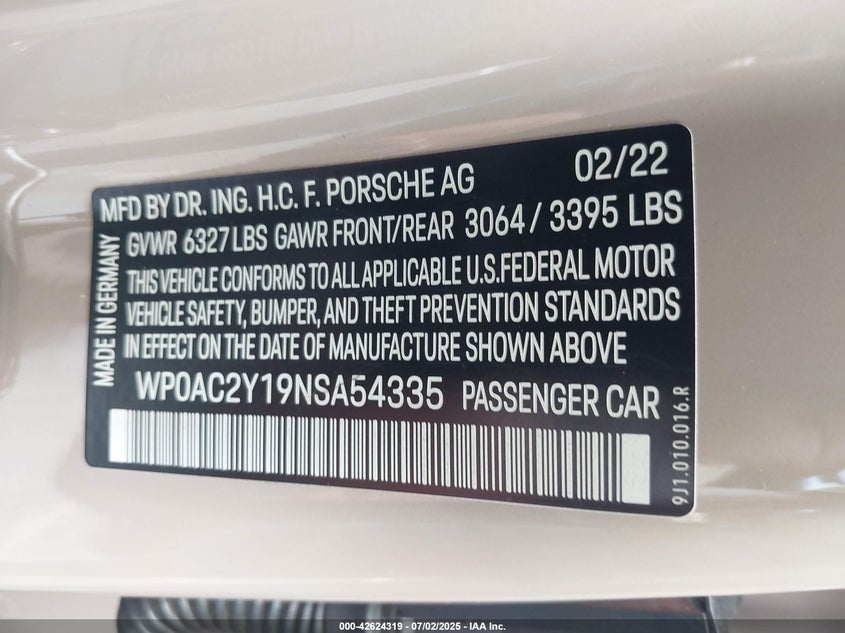 MFD BY DR. ING. H.C. F. PORSCHE AG 02/22
GVWR 6327 LBS GAWR FRONT/REAR 3064 / 3395 LBS
THIS VEHICLE CONFORMS TO ALL APPLICABLE U.S.FEDERAL MOTOR
VEHICLE SAFETY, BUMPER, AND THEFT PREVENTION STANDARDS
IN EFFECT ON THE DATE OF MANUFACTURE SHOWN ABOVE
MADE IN GERMANY
WP0AC2Y19NSA54335 PASSENGER CAR
9J1.010.016.R
000-42624319 - 07/02/2025 - IAA Inc.